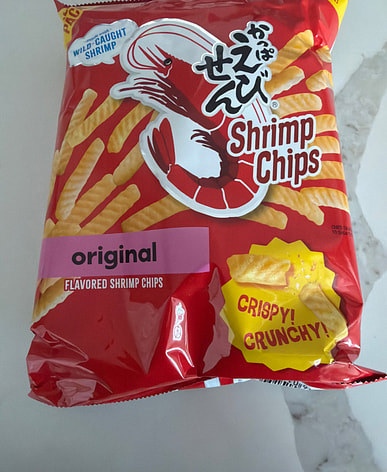 WILD-CAUGHT
SHRIMP
かっぱ
えび
せん
®
Shrimp
Chips
original
FLAVORED SHRIMP CHIPS
CRISPY!
CRUNCHY!